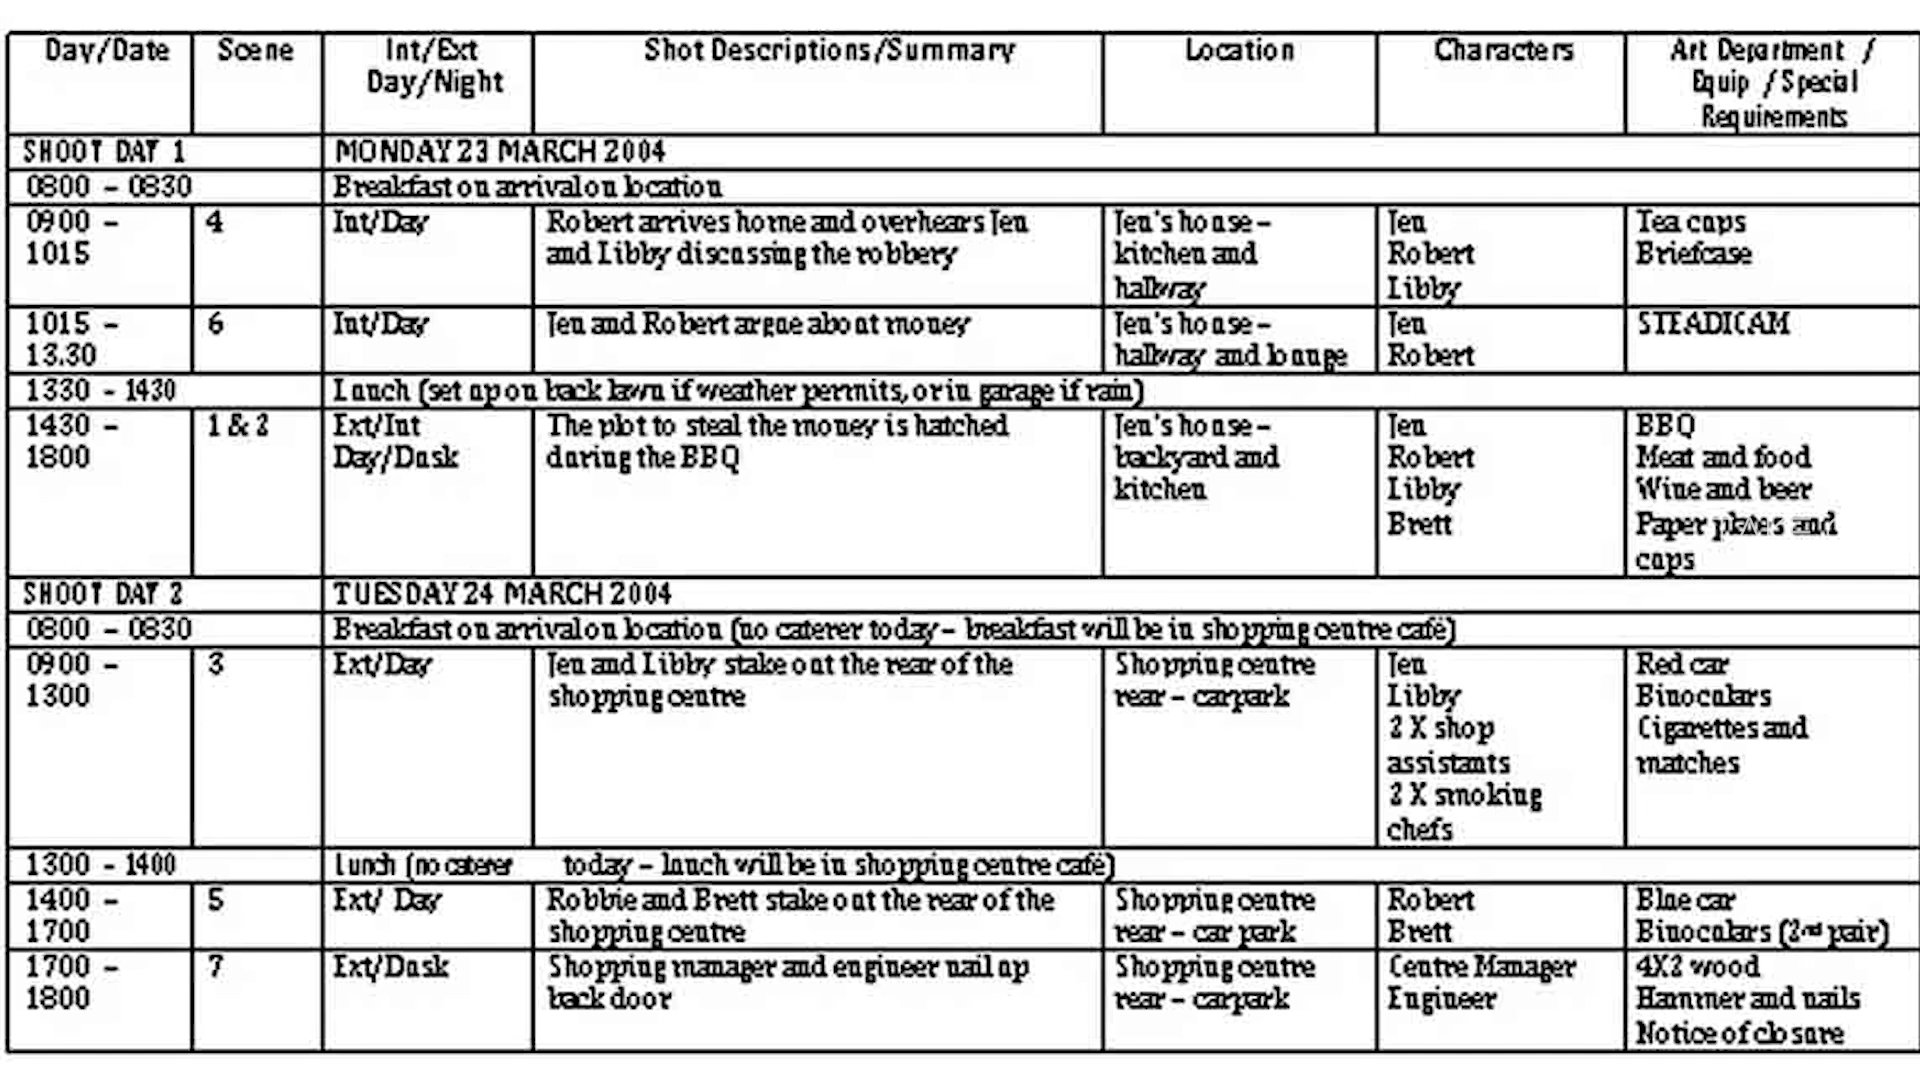 Day/Date Scene Int/Ext Shot Descriptions/Summary Location Characters Art Department /
Day/Night Equip / Special
Requirements
SHOOT DAY 1 MONDAY 23 MARCH 2004
0800 – 0830 Breakfast on arrival on location
0900 – 4 Int/Day Robert arrives home and overhears Jen Jen's house – Jen Tea cups
1015 and Libby discussing the robbery kitchen and Robert Briefcase
hallway Libby
1015 – 6 Int/Day Jen and Robert argue about money Jen's house – Jen STEADICAM
13.30 hallway and lounge Robert
1330 - 1430 Lunch (set up on back lawn if weather permits, or in garage if rain)
1430 – 1 & 2 Ext/Int The plot to steal the money is hatched Jen's house – Jen BBQ
1800 Day/Dusk during the BBQ backyard and Robert Meat and food
kitchen Libby Wine and beer
Brett Paper plates and
cups
SHOOT DAY 2 TUESDAY 24 MARCH 2004
0800 – 0830 Breakfast on arrival on location (no caterer today – breakfast will be in shopping centre café)
0900 – 3 Ext/Day Jen and Libby stake out the rear of the Shopping centre Jen Red car
1300 shopping centre rear – carpark Libby Binoculars
2 X shop Cigarettes and
assistants matches
2 X smoking
chefs
1300 - 1400 Lunch (no caterer today – lunch will be in shopping centre café)
1400 – 5 Ext/ Day Robbie and Brett stake out the rear of the Shopping centre Robert Blue car
1700 shopping centre rear – car park Brett Binoculars (2nd pair)
1700 – 7 Ext/Dusk Shopping manager and engineer nail up Shopping centre Centre Manager 4X2 wood
1800 back door rear – carpark Engineer Hammer and nails
Notice of closure